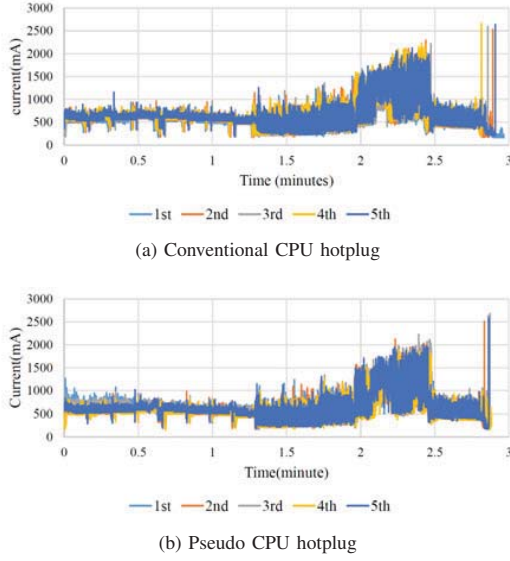 3000
2500
2000
1500
1000
500
0
current(mA)
0 0.5 1 1.5 2 2.5 3
Time (minutes)
1st 2nd 3rd 4th 5th
(a) Conventional CPU hotplug
3000
2500
2000
1500
1000
500
0
Current(mA)
0 0.5 1 1.5 2 2.5 3
Time(minute)
1st 2nd 3rd 4th 5th
(b) Pseudo CPU hotplug